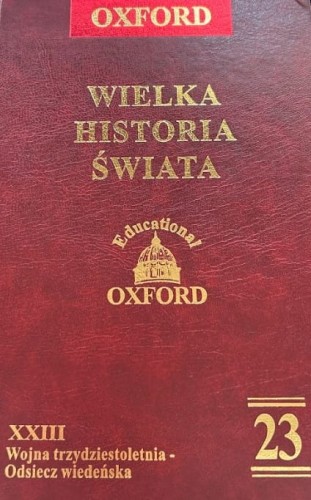 OXFORD
WIELKA
HISTORIA
ŚWIATA
Educational
OXFORD
XXIII
Wojna trzydziestoletnia -
Odsiecz wiedeńska
23